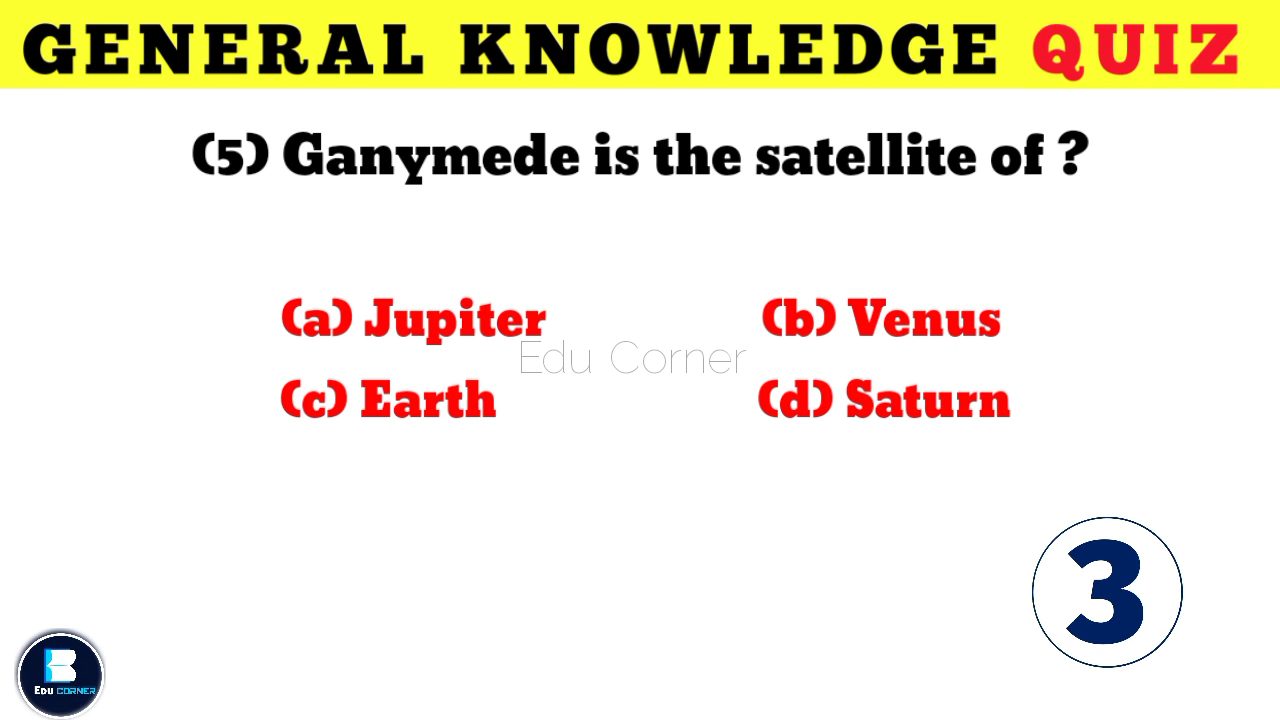 GENERAL KNOWLEDGE QUIZ
(5) Ganymede is the satellite of ?
(a) Jupiter (b) Venus
Edu Corner
(c) Earth (d) Saturn
3
EDU CORNER